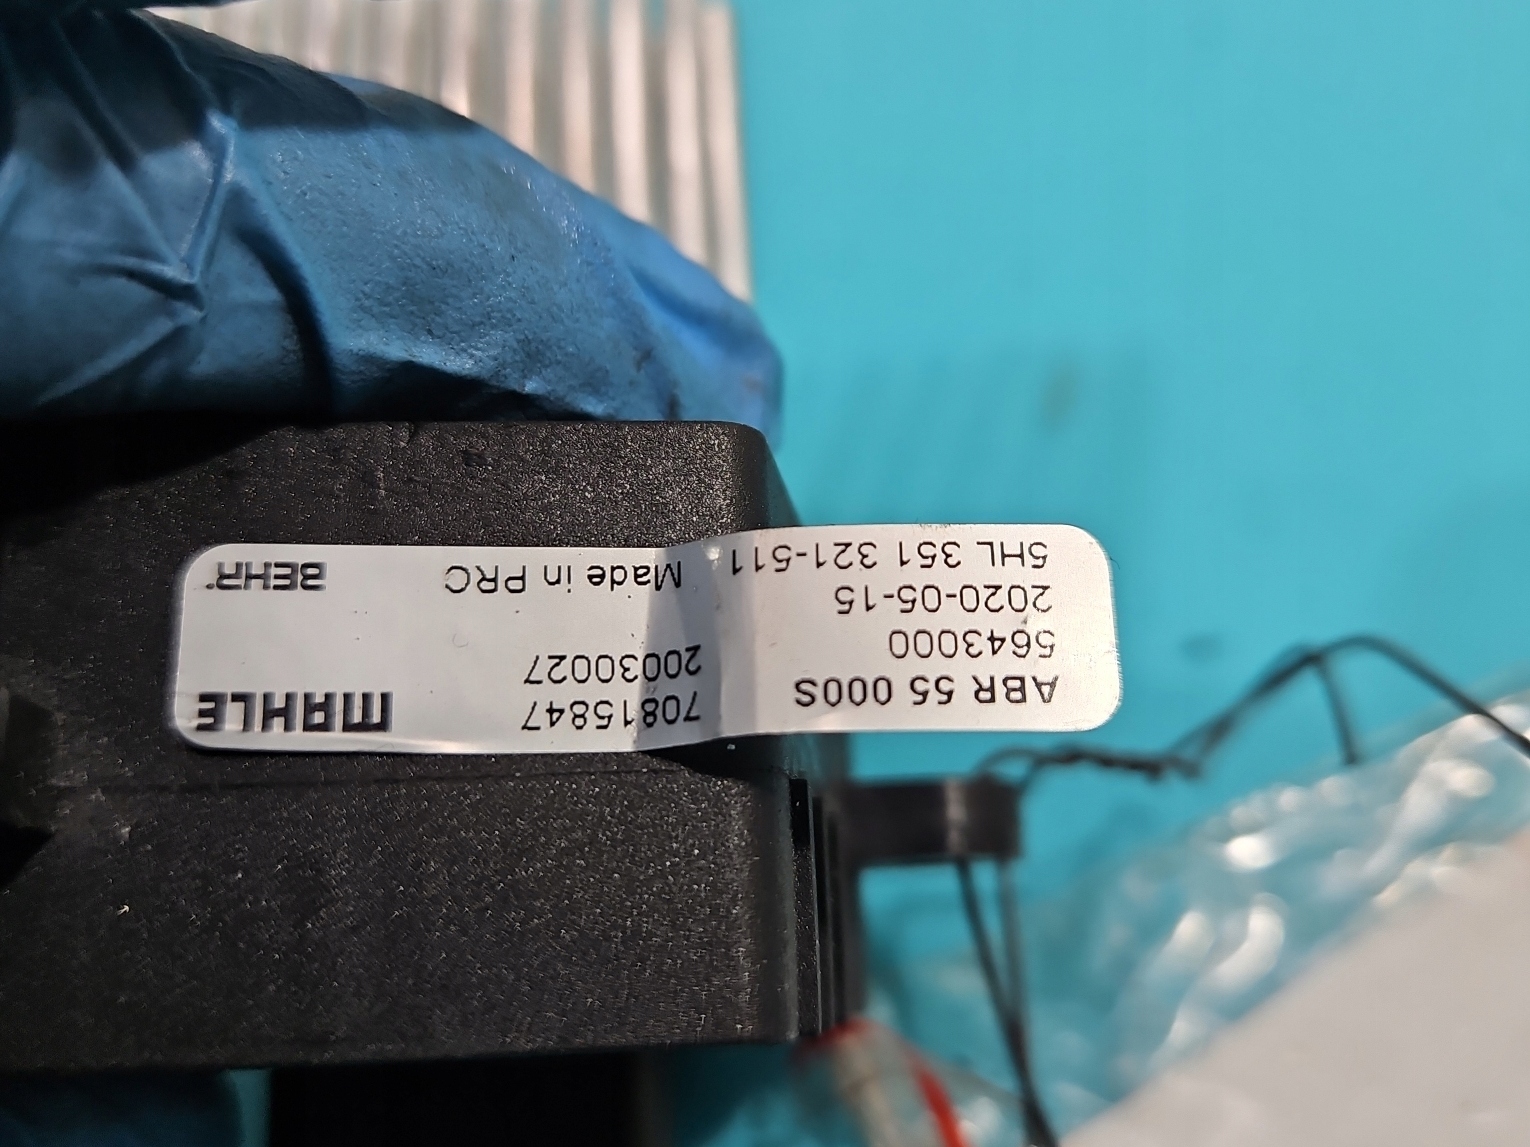 ABR 55 000S
5643000
2020-05-15
5HL 351 321-511
70815847
20030027
Made in PRC
MAHLE
BEHR